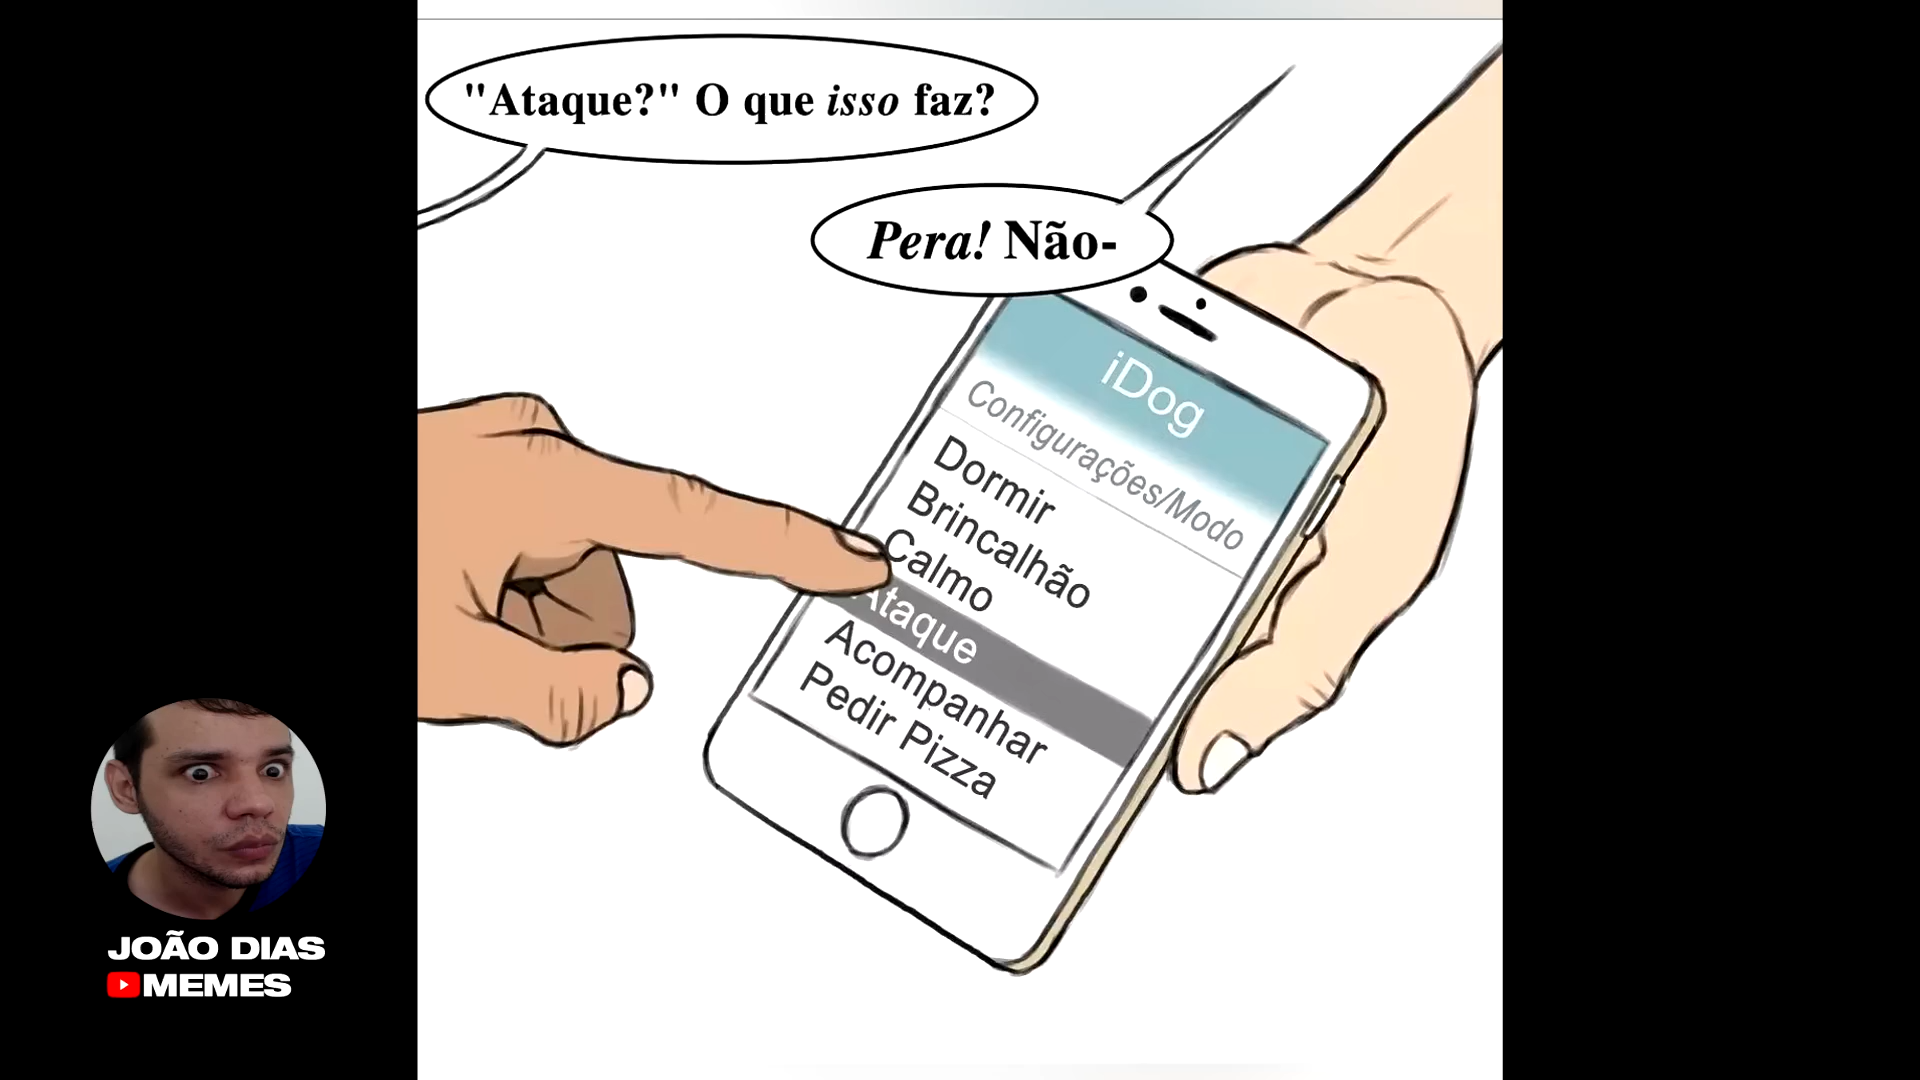 "Ataque?" O que isso faz?
Pera! Não-
iDog
Configurações/Modo
Dormir
Brincalhão
Calmo
Ataque
Acompanhar
Pedir Pizza
JOÃO DIAS
MEMES